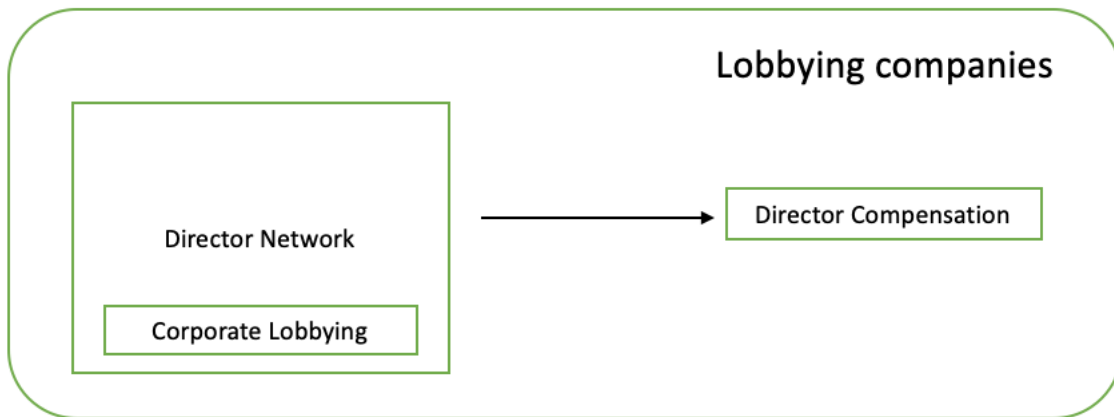 Lobbying companies
Director Network
Director Compensation
Corporate Lobbying